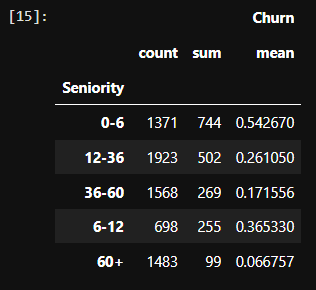 [15]: Churn
count sum mean
Seniority
0-6 1371 744 0.542670
12-36 1923 502 0.261050
36-60 1568 269 0.171556
6-12 698 255 0.365330
60+ 1483 99 0.066757